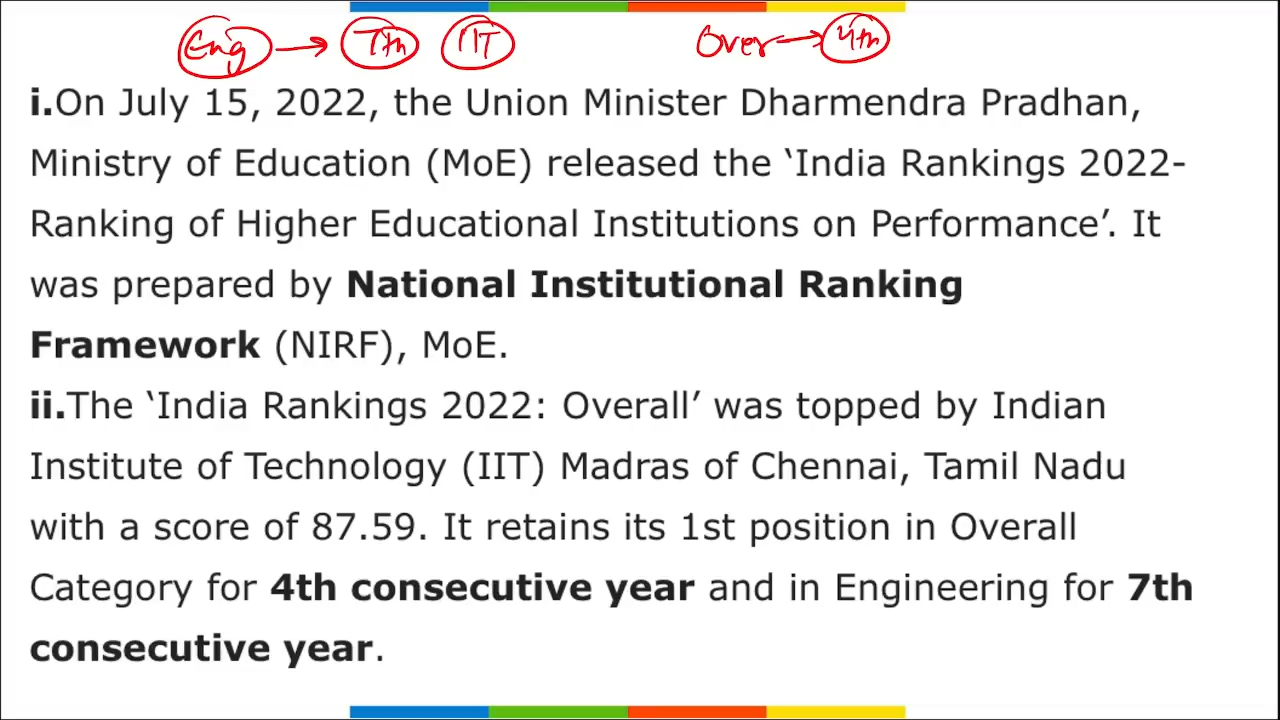 Eng → 7th IIT Over → 4th
i.On July 15, 2022, the Union Minister Dharmendra Pradhan,
Ministry of Education (MoE) released the ‘India Rankings 2022-
Ranking of Higher Educational Institutions on Performance’. It
was prepared by National Institutional Ranking
Framework (NIRF), MoE.
ii.The ‘India Rankings 2022: Overall’ was topped by Indian
Institute of Technology (IIT) Madras of Chennai, Tamil Nadu
with a score of 87.59. It retains its 1st position in Overall
Category for 4th consecutive year and in Engineering for 7th
consecutive year.